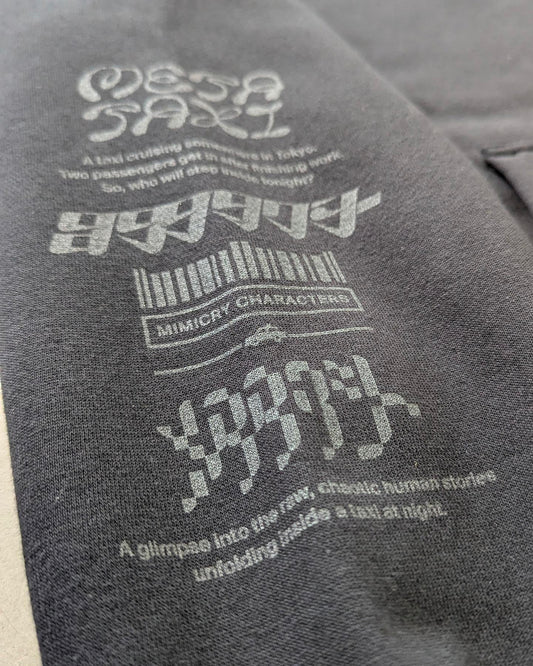 MESA
TAXI
A taxi cruising somewhere in Tokyo.
Two passengers get in after finishing work.
So, who will step inside tonight?
MIMICRY CHARACTERS
A glimpse into the raw, chaotic human stories
unfolding inside a taxi at night.